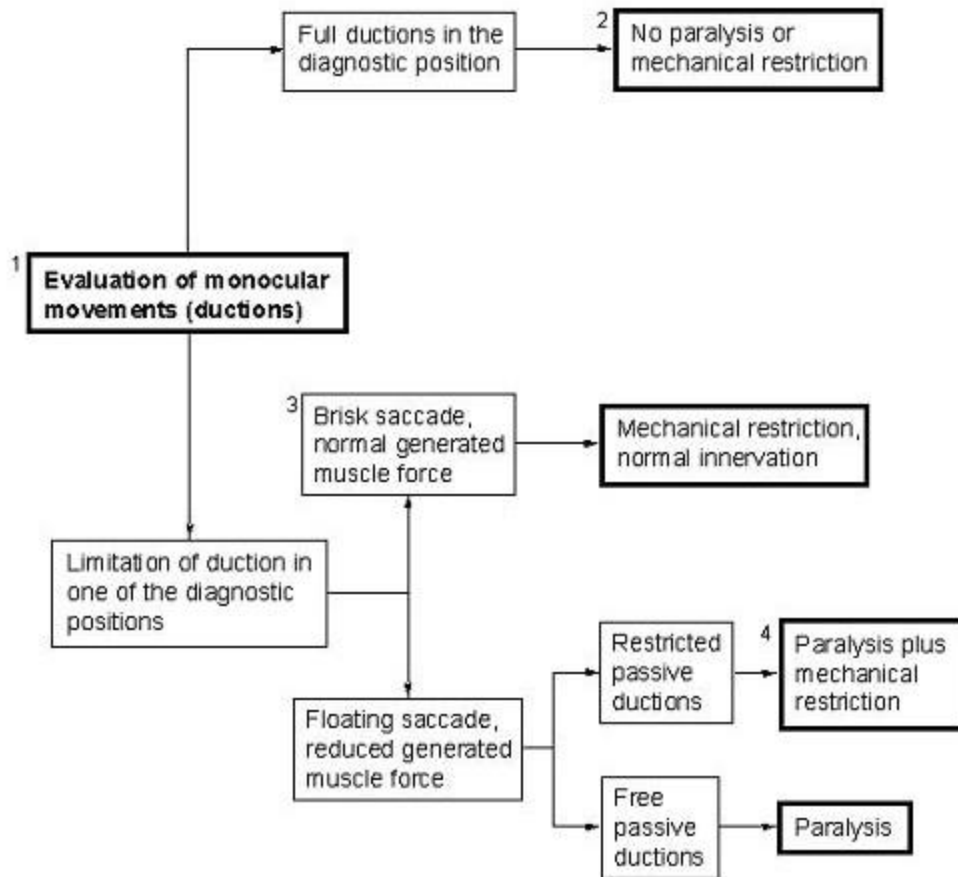 Full ductions in the
diagnostic position
2
No paralysis or
mechanical restriction
1
Evaluation of monocular
movements (ductions)
3
Brisk saccade,
normal generated
muscle force
Mechanical restriction,
normal innervation
Limitation of duction in
one of the diagnostic
positions
Restricted
passive
ductions
4
Paralysis plus
mechanical
restriction
Floating saccade,
reduced generated
muscle force
Free
passive
ductions
Paralysis